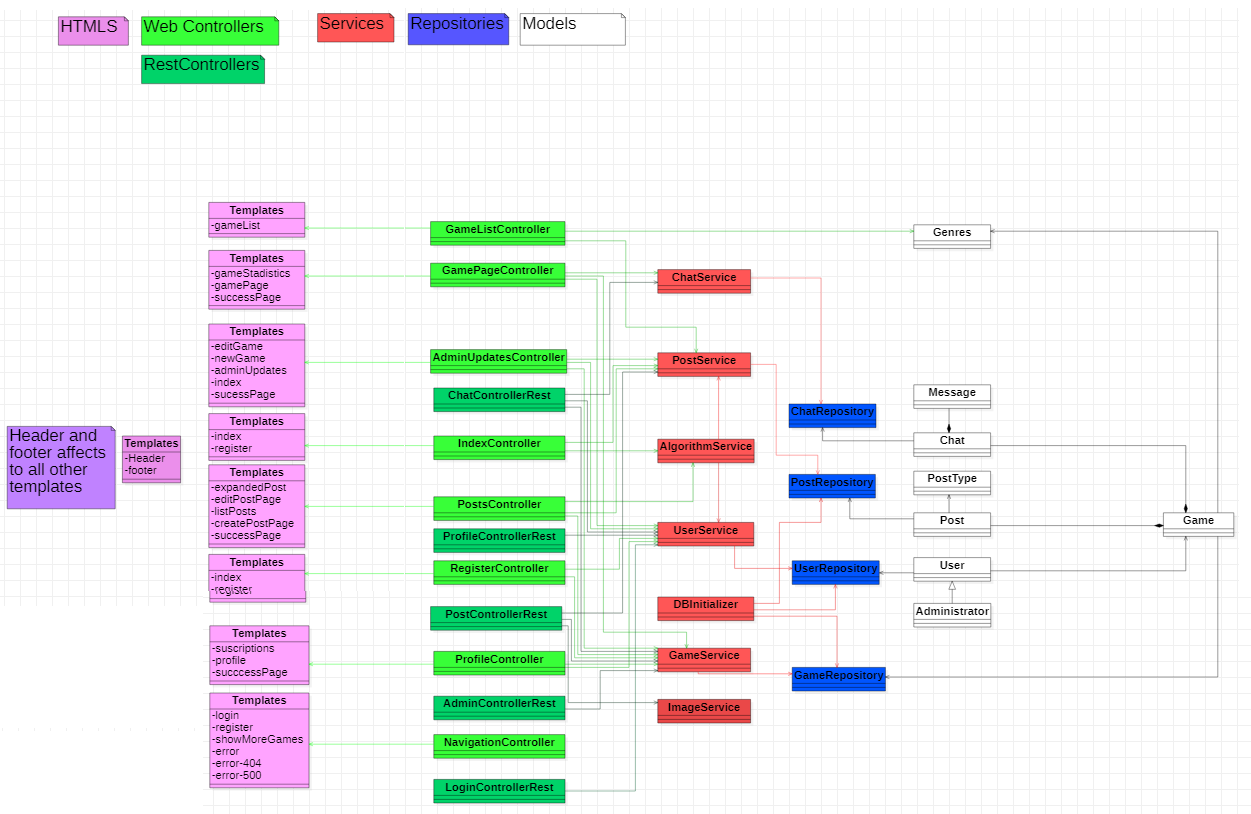 HTMLS
Web Controllers
Services
Repositories
Models
RestControllers
Templates
-gameList
Templates
-gameStadistics
-gamePage
-successPage
Templates
-editGame
-newGame
-adminUpdates
-index
-sucessPage
Templates
-index
-register
Header and
footer affects
to all other
templates
Templates
-Header
-footer
Templates
-expandedPost
-editPostPage
-listPosts
-createPostPage
-successPage
Templates
-index
-register
Templates
-suscriptions
-profile
-succcessPage
Templates
-login
-register
-showMoreGames
-error
-error-404
-error-500
GameListController
GamePageController
AdminUpdatesController
ChatControllerRest
IndexController
PostsController
ProfileControllerRest
RegisterController
PostControllerRest
ProfileController
AdminControllerRest
NavigationController
LoginControllerRest
ChatService
PostService
AlgorithmService
UserService
DBInitializer
GameService
ImageService
ChatRepository
PostRepository
UserRepository
GameRepository
Genres
Message
Chat
PostType
Post
User
Administrator
Game